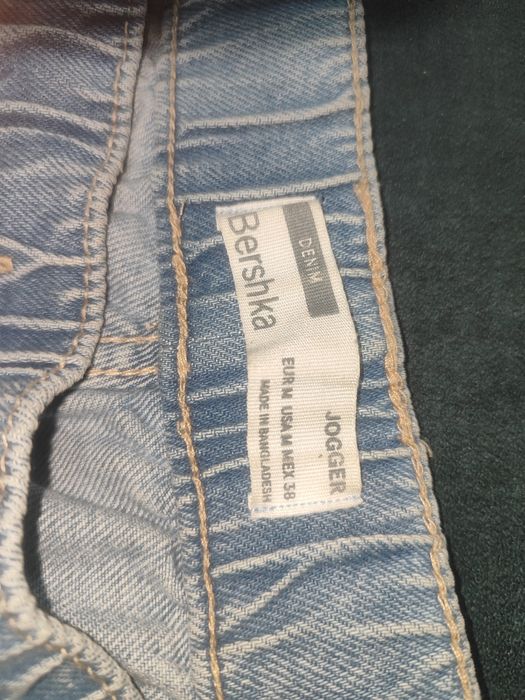 DENIM
Bershka
JOGGER
EUR M USA M MEX 38
MADE IN BANGLADESH